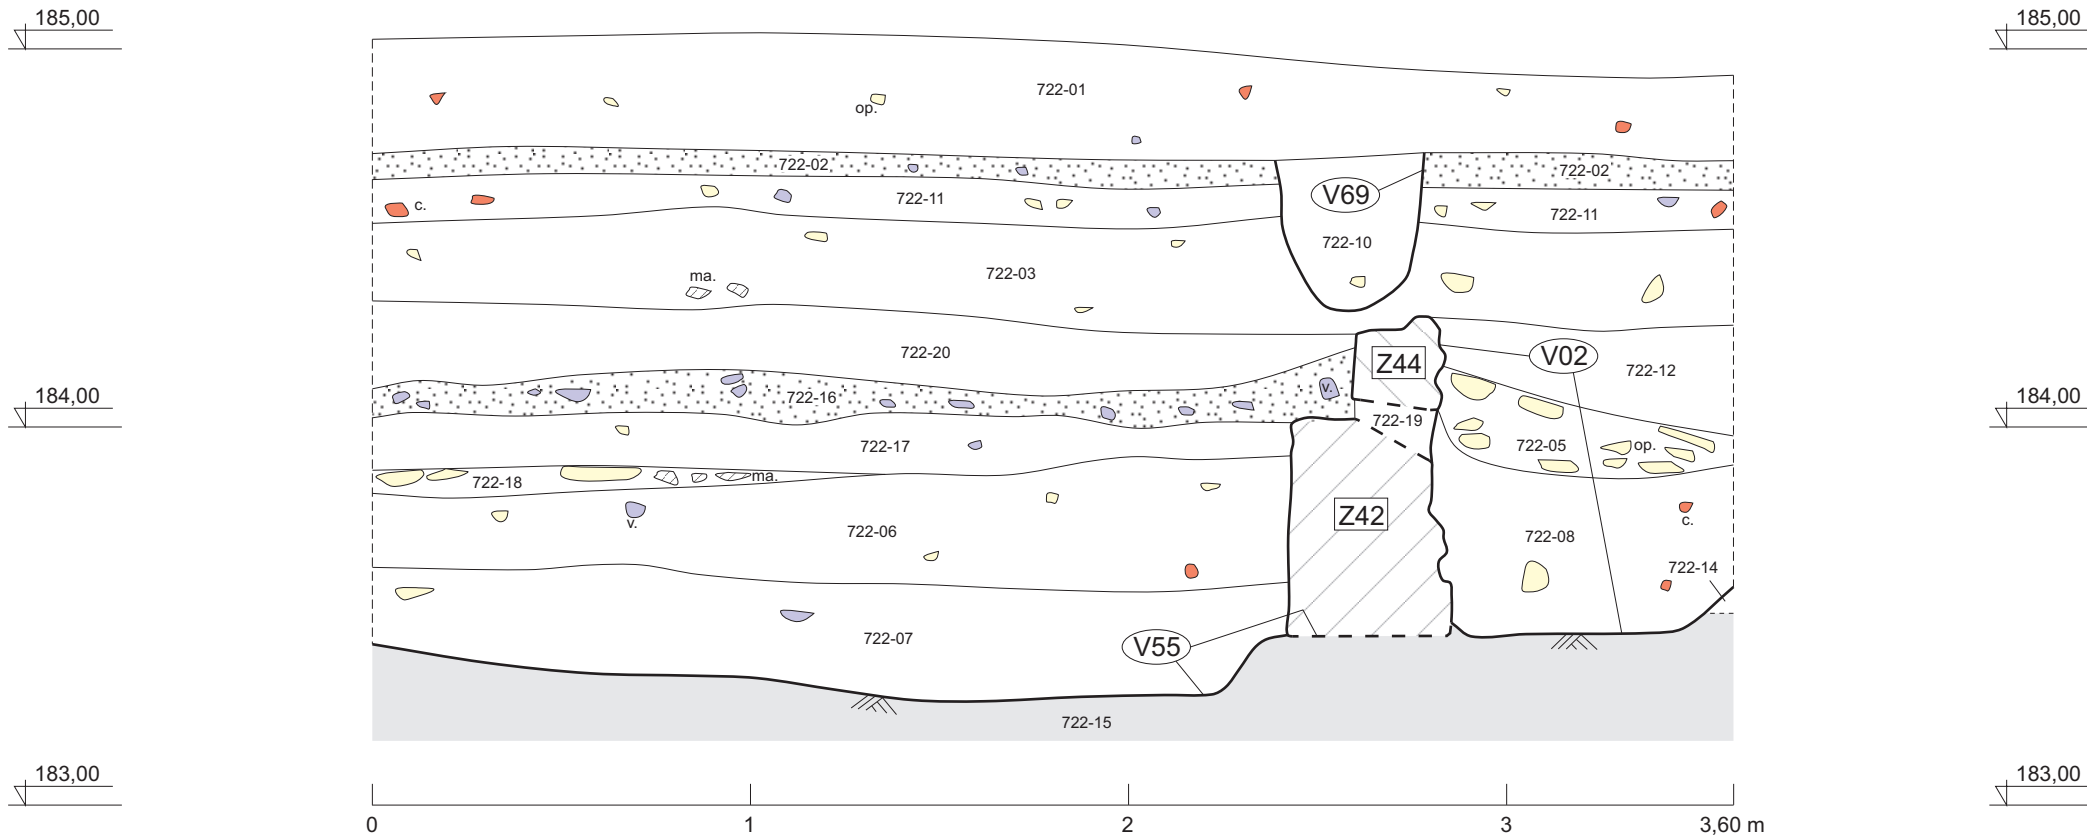 185,00 185,00
722-01
op.
722-02 722-02
V69
c. 722-11 722-11
722-10
ma. 722-03
722-20 Z44 V02 722-12
v.
184,00 722-16 184,00
722-19
722-17 722-05 op.
722-18 ma.
Z42
v. c.
722-06 722-08
722-14
722-07 V55
722-15
183,00 183,00
0 1 2 3 3,60 m